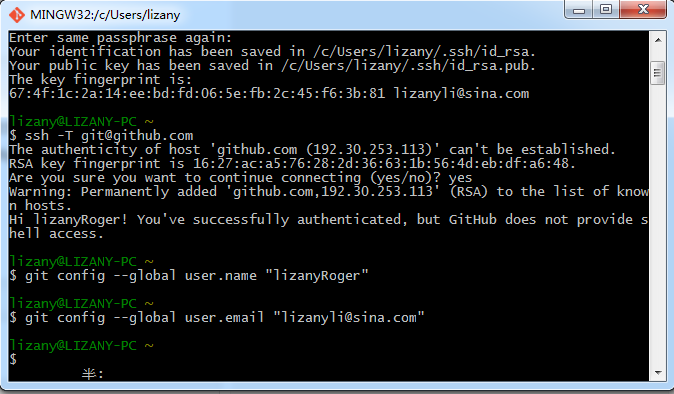 MINGW32:/c/Users/lizany
Enter same passphrase again:
Your identification has been saved in /c/Users/lizany/.ssh/id_rsa.
Your public key has been saved in /c/Users/lizany/.ssh/id_rsa.pub.
The key fingerprint is:
67:4f:1c:2a:14:ee:bd:fd:06:5e:fb:2c:45:f6:3b:81 lizanyli@sina.com
lizany@LIZANY-PC ~
$ ssh -T git@github.com
The authenticity of host 'github.com (192.30.253.113)' can't be established.
RSA key fingerprint is 16:27:ac:a5:76:28:2d:36:63:1b:56:4d:eb:df:a6:48.
Are you sure you want to continue connecting (yes/no)? yes
Warning: Permanently added 'github.com,192.30.253.113' (RSA) to the list of know
n hosts.
Hi lizanyRoger! You've successfully authenticated, but GitHub does not provide s
hell access.
lizany@LIZANY-PC ~
$ git config --global user.name "lizanyRoger"
lizany@LIZANY-PC ~
$ git config --global user.email "lizanyli@sina.com"
lizany@LIZANY-PC ~
$
半: